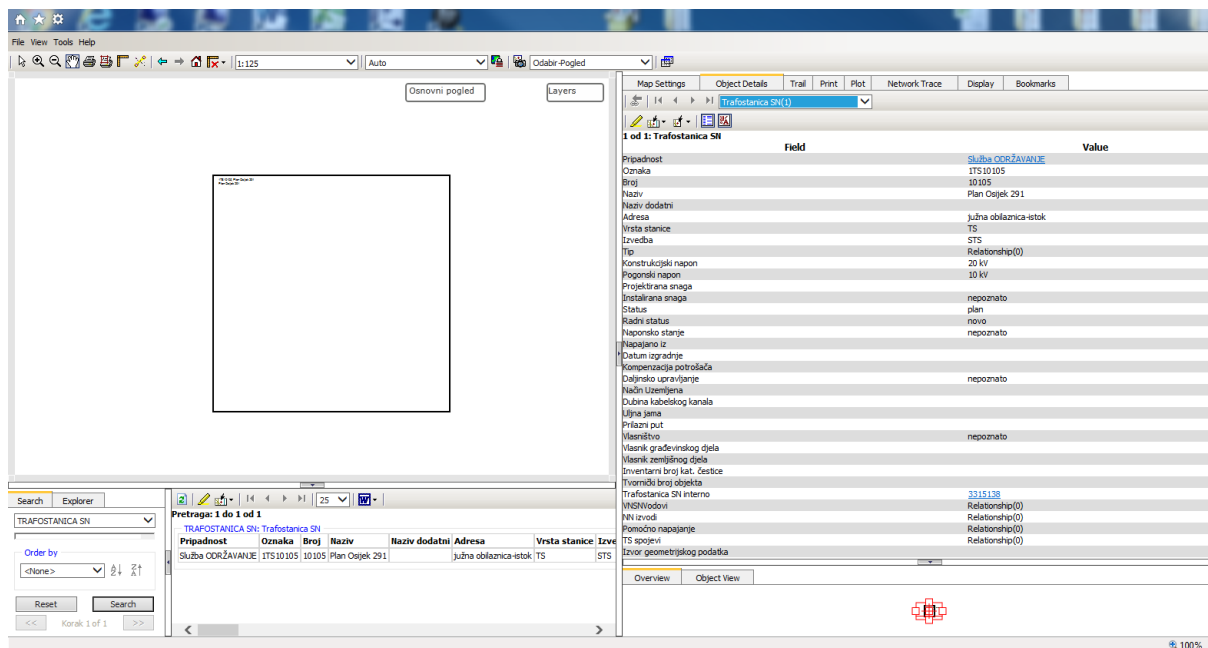 File View Tools Help
1:125 Auto Odabir-Pogled
Osnovni pogled Layers
Plan Osijek 291
Map Settings Object Details Trail Print Plot Network Trace Display Bookmarks
Trafostanica SN(1)
1 od 1: Trafostanica SN
Field Value
Pripadnost Služba ODRŽAVANJE
Oznaka 1TS10105
Broj 10105
Naziv Plan Osijek 291
Naziv dodatni
Adresa južna obilaznica-istok
Vrsta stanice TS
Izvedba STS
Tip Relationship(0)
Konstrukcijski napon 20 kV
Pogonski napon 10 kV
Projektirana snaga
Instalirana snaga nepoznato
Status plan
Radni status novo
Naponsko stanje nepoznato
Napajano iz
Datum izgradnje
Kompenzacija potrošača
Daljinsko upravljanje nepoznato
Način Uzemljena
Dubina kabelskog kanala
Uljna jama
Prilazni put
Vlasništvo nepoznato
Vlasnik građevinskog djela
Vlasnik zemljišnog djela
Inventarni broj kat. čestice
Tvornički broj objekta
Trafostanica SN interno 3315138
VNSNVodovi Relationship(0)
NN izvodi Relationship(0)
Pomoćno napajanje Relationship(0)
TS spojevi Relationship(0)
Izvor geometrijskog podatka
Search Explorer
TRAFOSTANICA SN
Order by
<None>
Reset Search
<< Korak 1 of 1 >>
25
Pretraga: 1 do 1 od 1
TRAFOSTANICA SN: Trafostanica SN
Pripadnost Oznaka Broj Naziv Naziv dodatni Adresa Vrsta stanice Izve
Služba ODRŽAVANJE 1TS10105 10105 Plan Osijek 291 južna obilaznica-istok TS STS
Overview Object View
100%